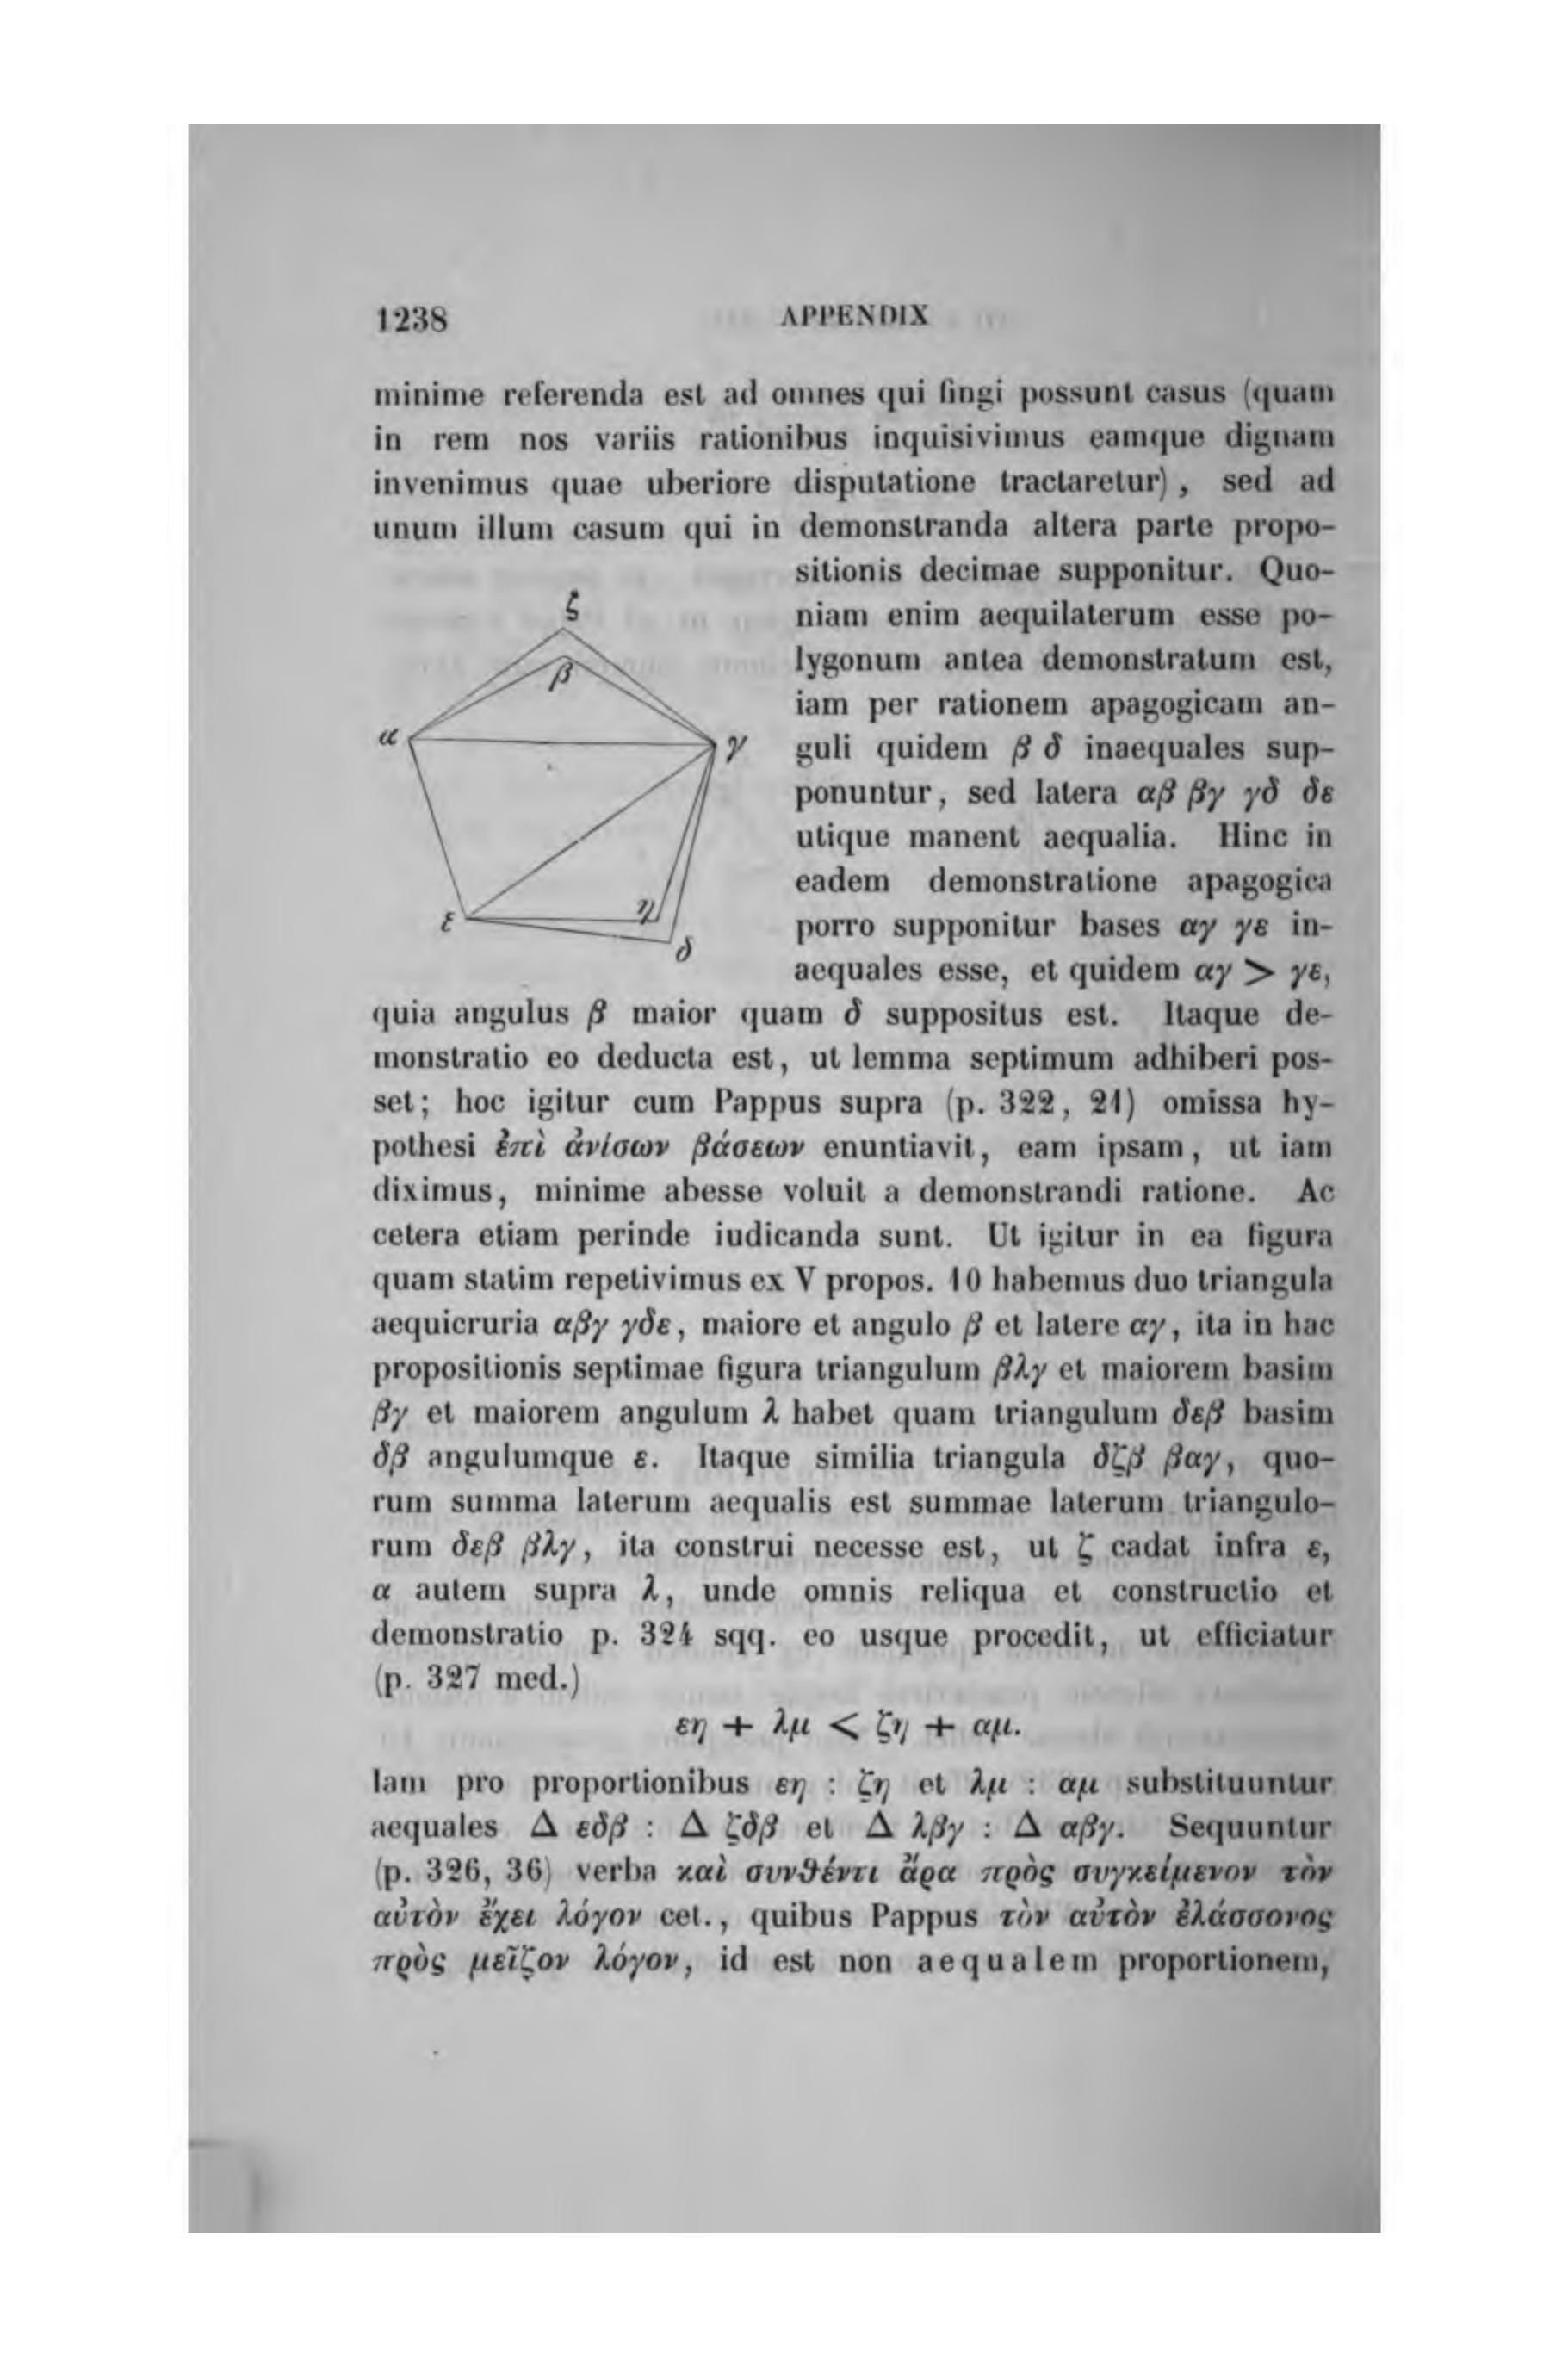 1238 APPENDIX
minime referenda est ad omnes qui fingi possunt casus (quam
in rem nos variis rationibus inquisivimus eamque dignam
invenimus quae uberiore disputatione tractaretur), sed ad
unum illum casum qui in demonstranda altera parte propo-
sitionis decimae supponitur. Quo-
niam enim aequilaterum esse po-
lygonum antea demonstratum est,
iam per rationem apagogicam an-
guli quidem β δ inaequales sup-
ponuntur, sed latera αβ βγ γδ δε
utique manent aequalia. Hinc in
eadem demonstratione apagogica
porro supponitur bases αγ γε in-
aequales esse, et quidem αγ > γε,
ζ
β
α
γ
ε
η
δ
quia angulus β maior quam δ suppositus est. Itaque de-
monstratio eo deducta est, ut lemma septimum adhiberi pos-
set; hoc igitur cum Pappus supra (p. 322, 21) omissa hy-
pothesi ἐπὶ ἀνίσων βάσεων enuntiavit, eam ipsam, ut iam
diximus, minime abesse voluit a demonstrandi ratione. Ac
cetera etiam perinde iudicanda sunt. Ut igitur in ea figura
quam statim repetivimus ex V propos. 10 habemus duo triangula
aequicruria αβγ γδε, maiore et angulo β et latere αγ, ita in hac
propositionis septimae figura triangulum βλγ et maiorem basim
βγ et maiorem angulum λ habet quam triangulum δεβ basim
δβ angulumque ε. Itaque similia triangula δζβ βαγ, quo-
rum summa laterum aequalis est summae laterum triangulo-
rum δεβ βλγ, ita construi necesse est, ut ζ cadat infra ε,
α autem supra λ, unde omnis reliqua et constructio et
demonstratio p. 324 sqq. eo usque procedit, ut efficiatur
(p. 327 med.)
εη + λμ < ζη + αμ.
Iam pro proportionibus εη : ζη et λμ : αμ substituuntur
aequales Δ εδβ : Δ ζδβ et Δ λβγ : Δ αβγ. Sequuntur
(p. 326, 36) verba καὶ συνθέντι ἄρα πρὸς συγκείμενον τὸν
αὐτὸν ἔχει λόγον cet., quibus Pappus τὸν αὐτὸν ἐλάσσονος
πρὸς μεῖζον λόγον, id est non aequalem proportionem,